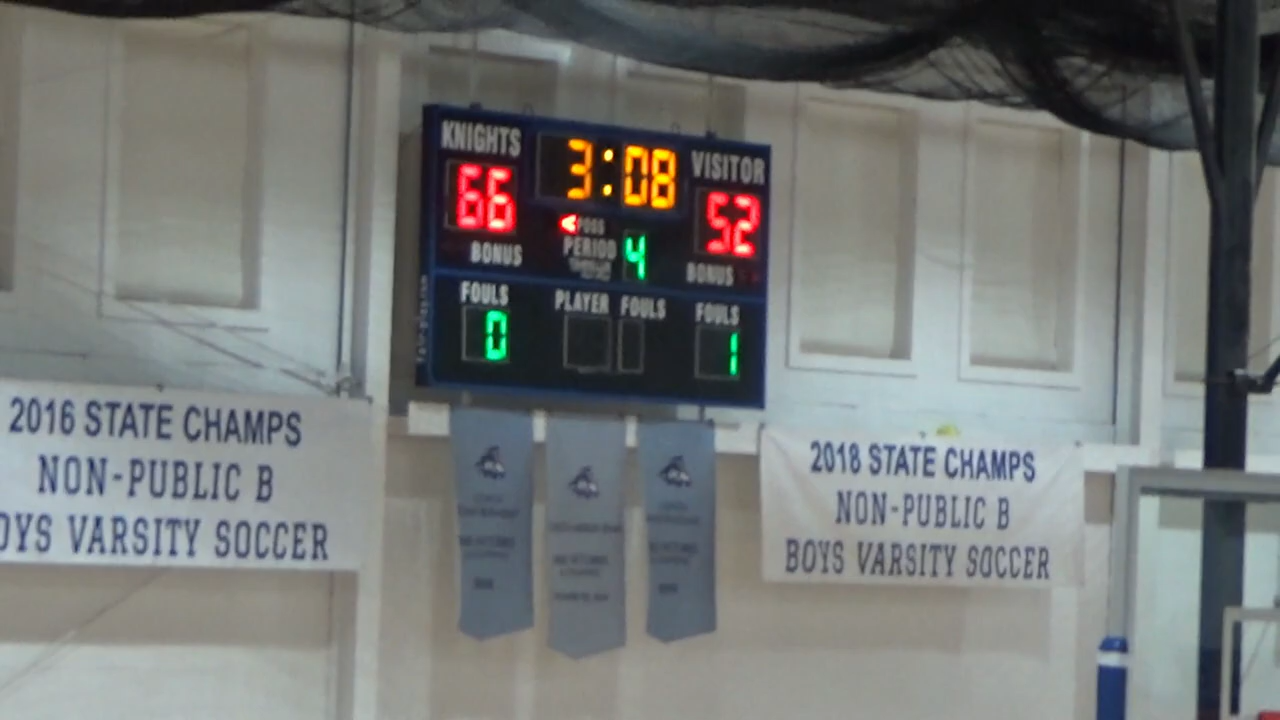 KNIGHTS 3:08 VISITOR
66 52
POSS
BONUS PERIOD 4 BONUS
FOULS PLAYER FOULS FOULS
0 1
2016 STATE CHAMPS
NON-PUBLIC B
OYS VARSITY SOCCER
2018 STATE CHAMPS
NON-PUBLIC B
BOYS VARSITY SOCCER